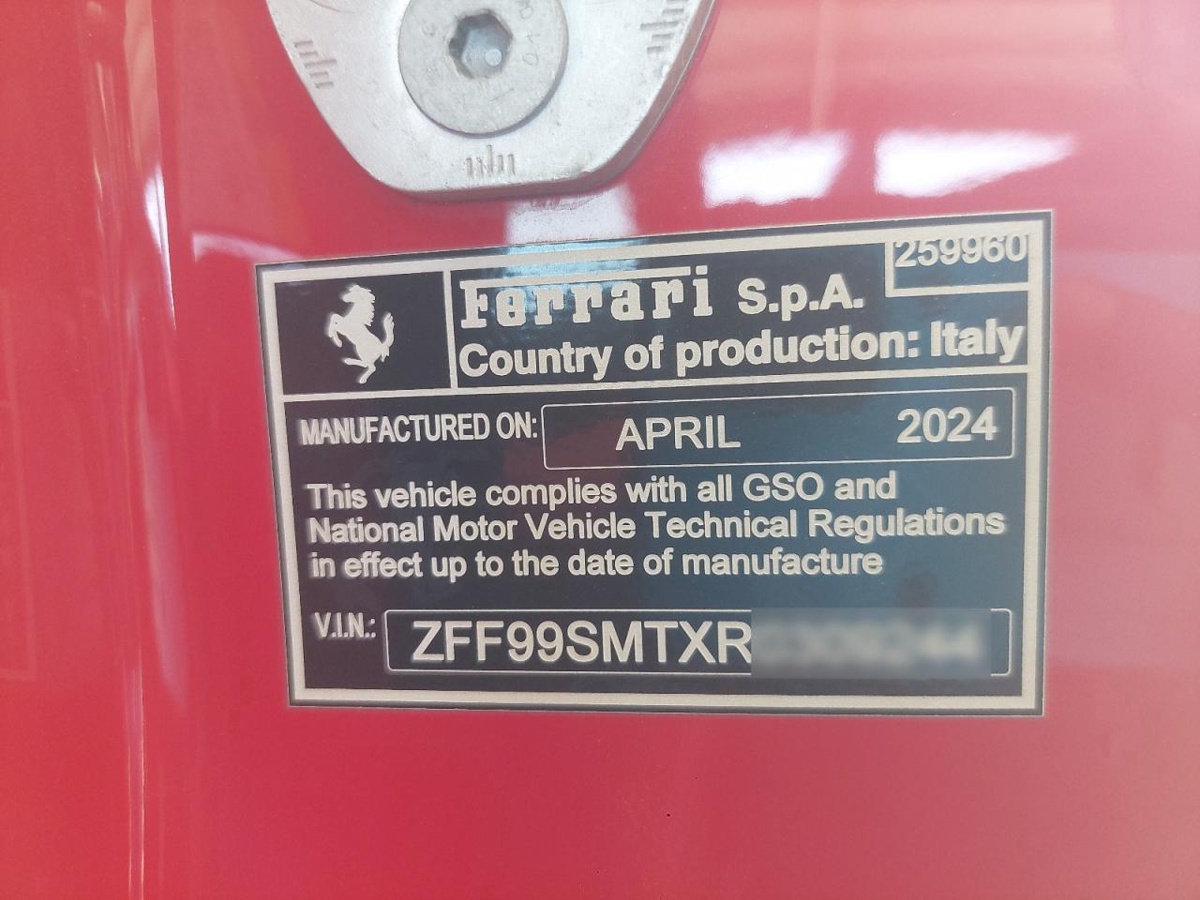 259960
Ferrari S.p.A.
Country of production: Italy
MANUFACTURED ON: APRIL 2024
This vehicle complies with all GSO and
National Motor Vehicle Technical Regulations
in effect up to the date of manufacture
V.I.N.: ZFF99SMTXR